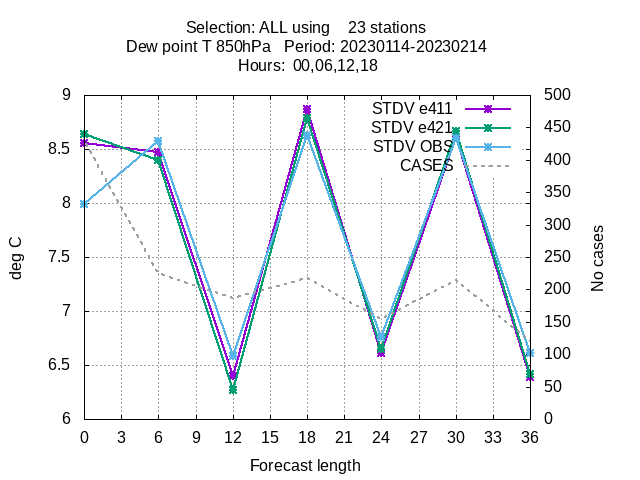 Selection: ALL using    23 stations
Dew point T 850hPa   Period: 20230114-20230214
Hours:  00,06,12,18
STDV e411
STDV e421
STDV OBS
CASES
deg C
9
8.5
8
7.5
7
6.5
6
500
450
400
350
300
250
200
150
100
50
0
No cases
0 3 6 9 12 15 18 21 24 27 30 33 36
Forecast length